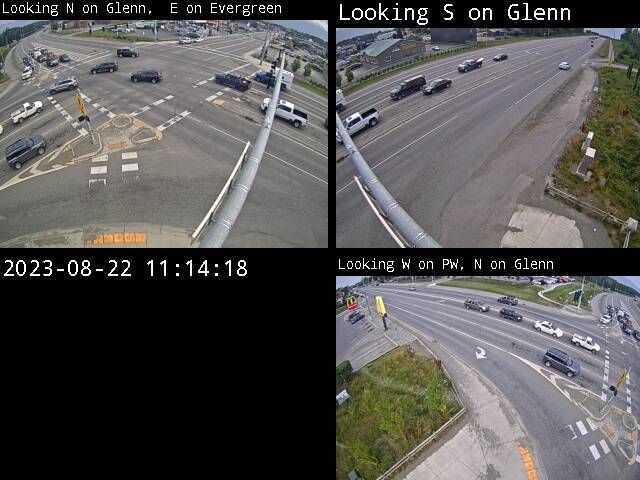 Looking N on Glenn,  E on Evergreen
Looking S on Glenn
2023-08-22 11:14:18
Looking W on PW, N on Glenn